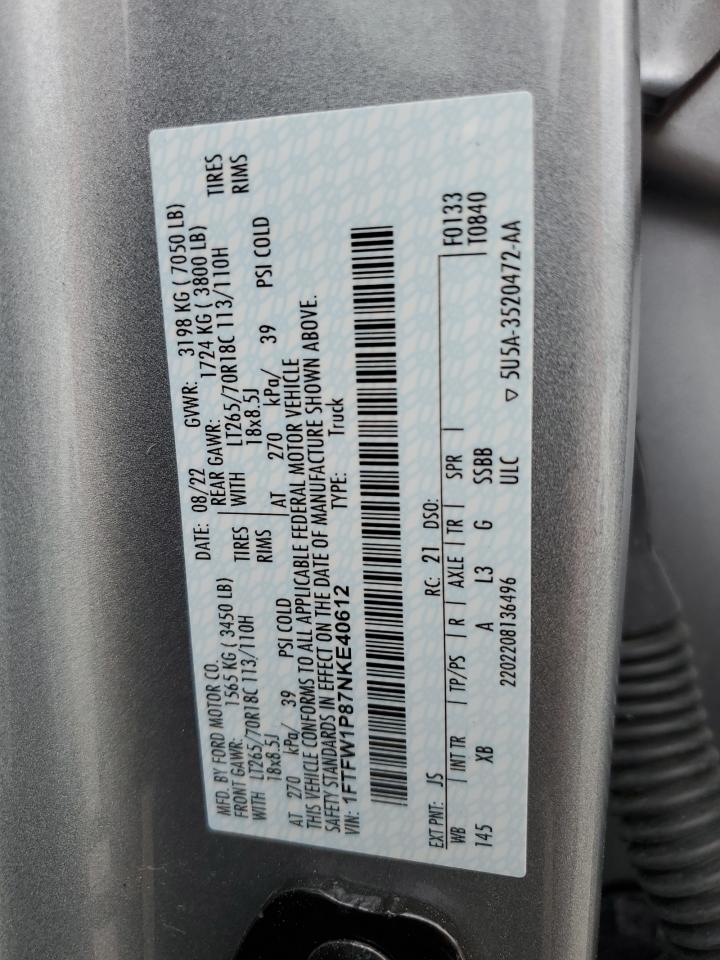 MFD. BY FORD MOTOR CO. DATE: 08/22 GVWR: 3198 KG ( 7050 LB)
FRONT GAWR: 1565 KG ( 3450 LB) REAR GAWR: 1724 KG ( 3800 LB)
WITH LT265/70R18C 113/110H TIRES WITH LT265/70R18C 113/110H TIRES
18x8.5J RIMS 18x8.5J RIMS
AT 270 kPa/ 39 PSI COLD AT 270 kPa/ 39 PSI COLD
THIS VEHICLE CONFORMS TO ALL APPLICABLE FEDERAL MOTOR VEHICLE
SAFETY STANDARDS IN EFFECT ON THE DATE OF MANUFACTURE SHOWN ABOVE.
VIN: 1FTFW1P87NKE40612 TYPE: Truck
EXT PNT: JS RC: 21 DSO: F0133
WB INT TR TP/PS R AXLE TR SPR T0840
145 XB A L3 G SSBB
2202208136496 ULC ▽ 5U5A-3520472-AA